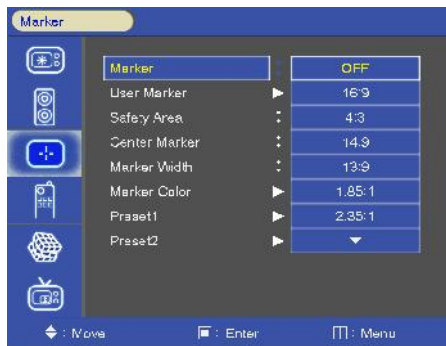 Marker
Marker : OFF
User Marker ▶ 16:9
Safety Area : 4:3
Center Marker : 14:9
Marker Width : 13:9
Marker Color ▶ 1.85:1
Preset1 ▶ 2.35:1
Preset2 ▶ ▼
◆ : Move : Enter : Menu